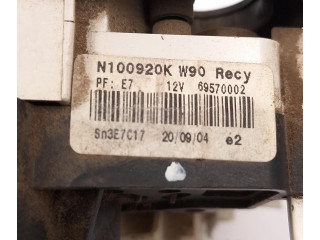 N100920K W90 Recy
PF: E7 12V 69570002
Sn3E7C17 20/09/04 e2